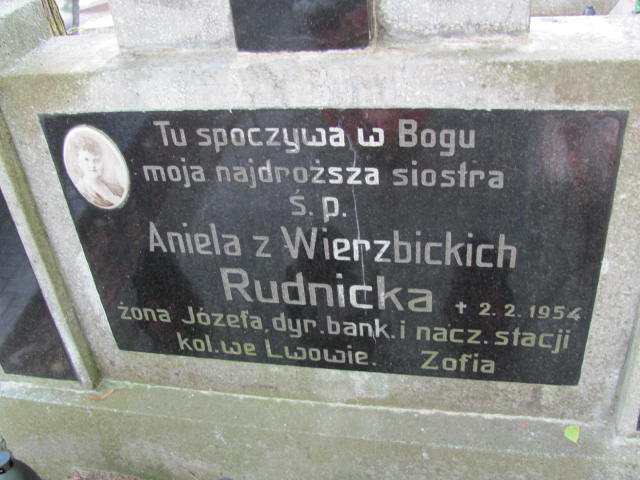 Tu spoczywa w Bogu
moja najdroższa siostra
ś. p.
Aniela z Wierzbickich
Rudnicka † 2. 2. 1954
żona Józefa, dyr. bank. i nacz. stacji
kol. we Lwowie. Zofia